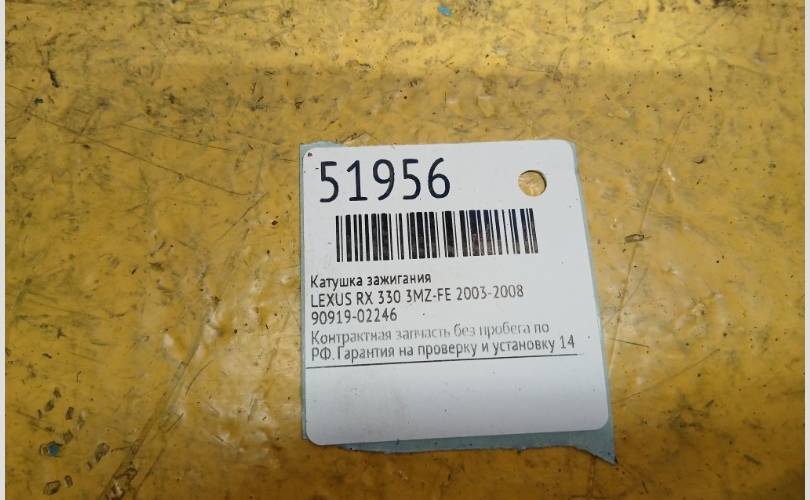 51956
Катушка зажигания
LEXUS RX 330 3MZ-FE 2003-2008
90919-02246
Контрактная запчасть без пробега по
РФ. Гарантия на проверку и установку 14